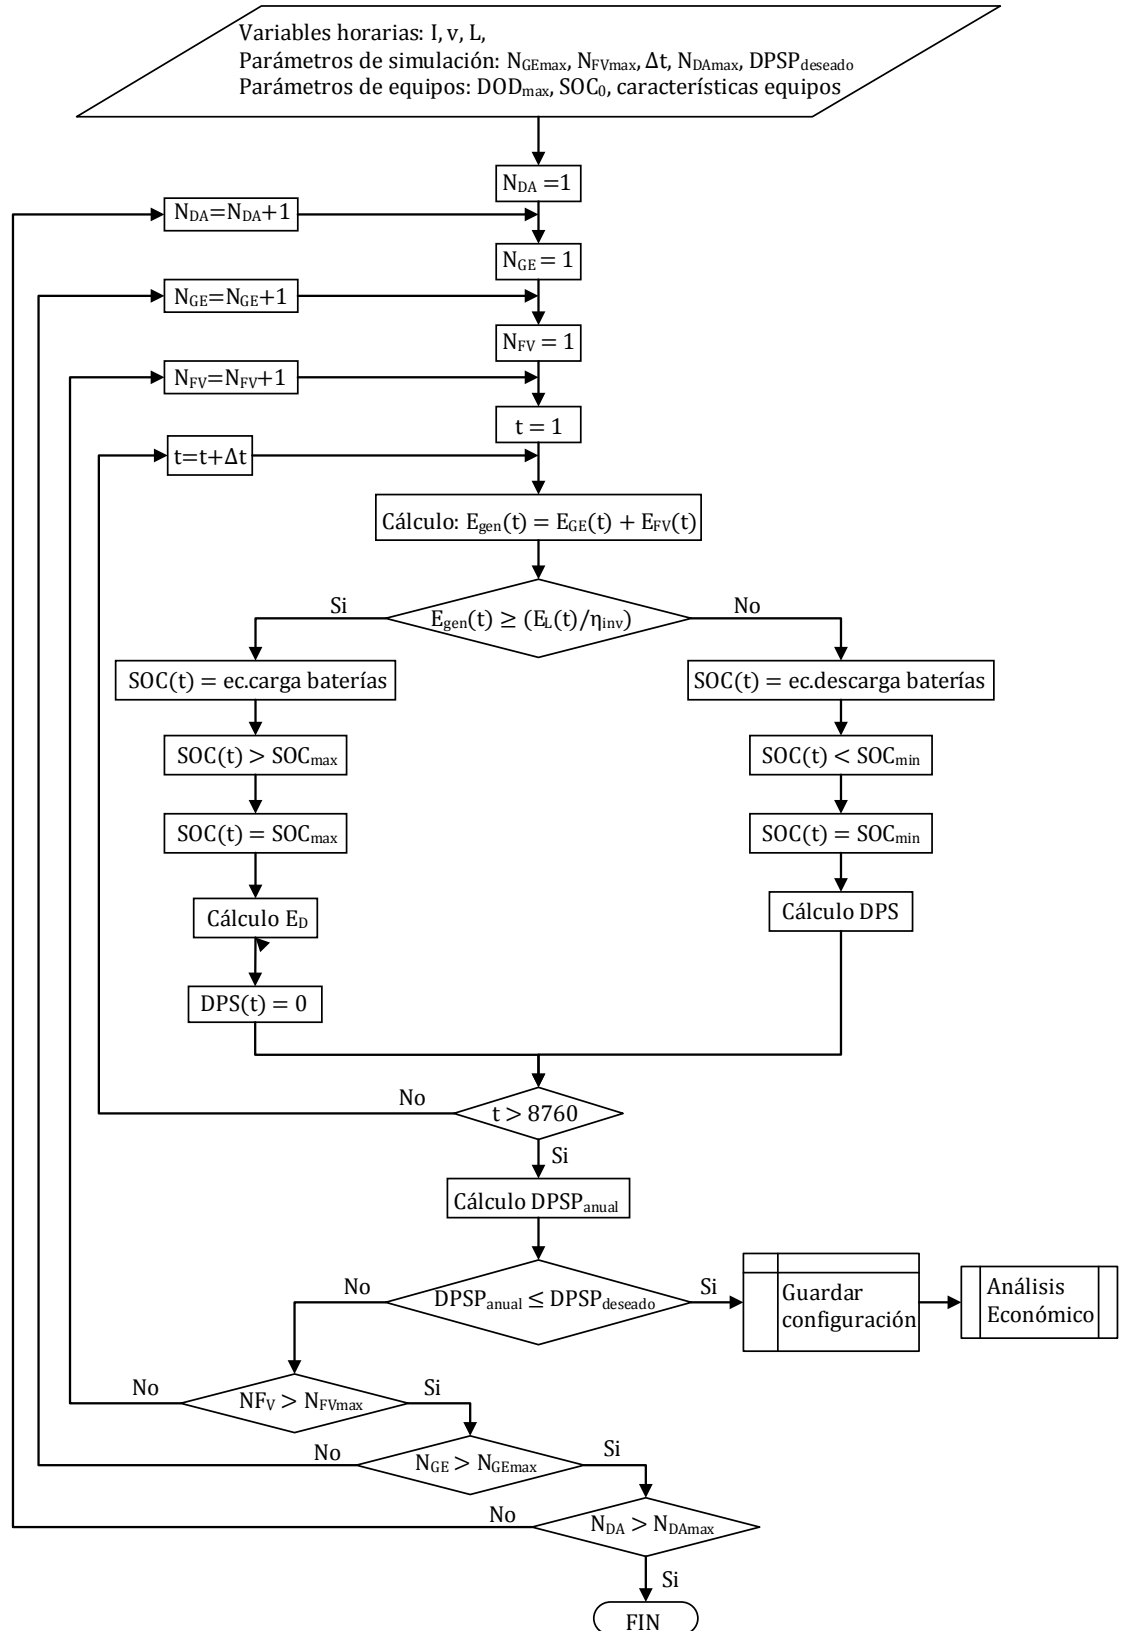 Variables horarias: I, v, L,
Parámetros de simulación: N_GEmax, N_FVmax, Δt, N_DAmax, DPSP_deseado
Parámetros de equipos: DOD_max, SOC_0, característícas equipos
N_DA =1
N_DA=N_DA+1
N_GE = 1
N_GE=N_GE+1
N_FV = 1
N_FV=N_FV+1
t = 1
t=t+Δt
Cálculo: E_gen(t) = E_GE(t) + E_FV(t)
Si
E_gen(t) ≥ (E_L(t)/η_inv)
No
SOC(t) = ec.carga baterías
SOC(t) = ec.descarga baterías
SOC(t) > SOC_max
SOC(t) < SOC_min
SOC(t) = SOC_max
SOC(t) = SOC_min
Cálculo E_D
Cálculo DPS
DPS(t) = 0
No
t > 8760
Si
Cálculo DPSP_anual
No
DPSP_anual ≤ DPSP_deseado
Si
Guardar
configuración
Análisis
Económico
No
NF_V > N_FVmax
Si
No
N_GE > N_GEmax
Si
No
N_DA > N_DAmax
Si
FIN